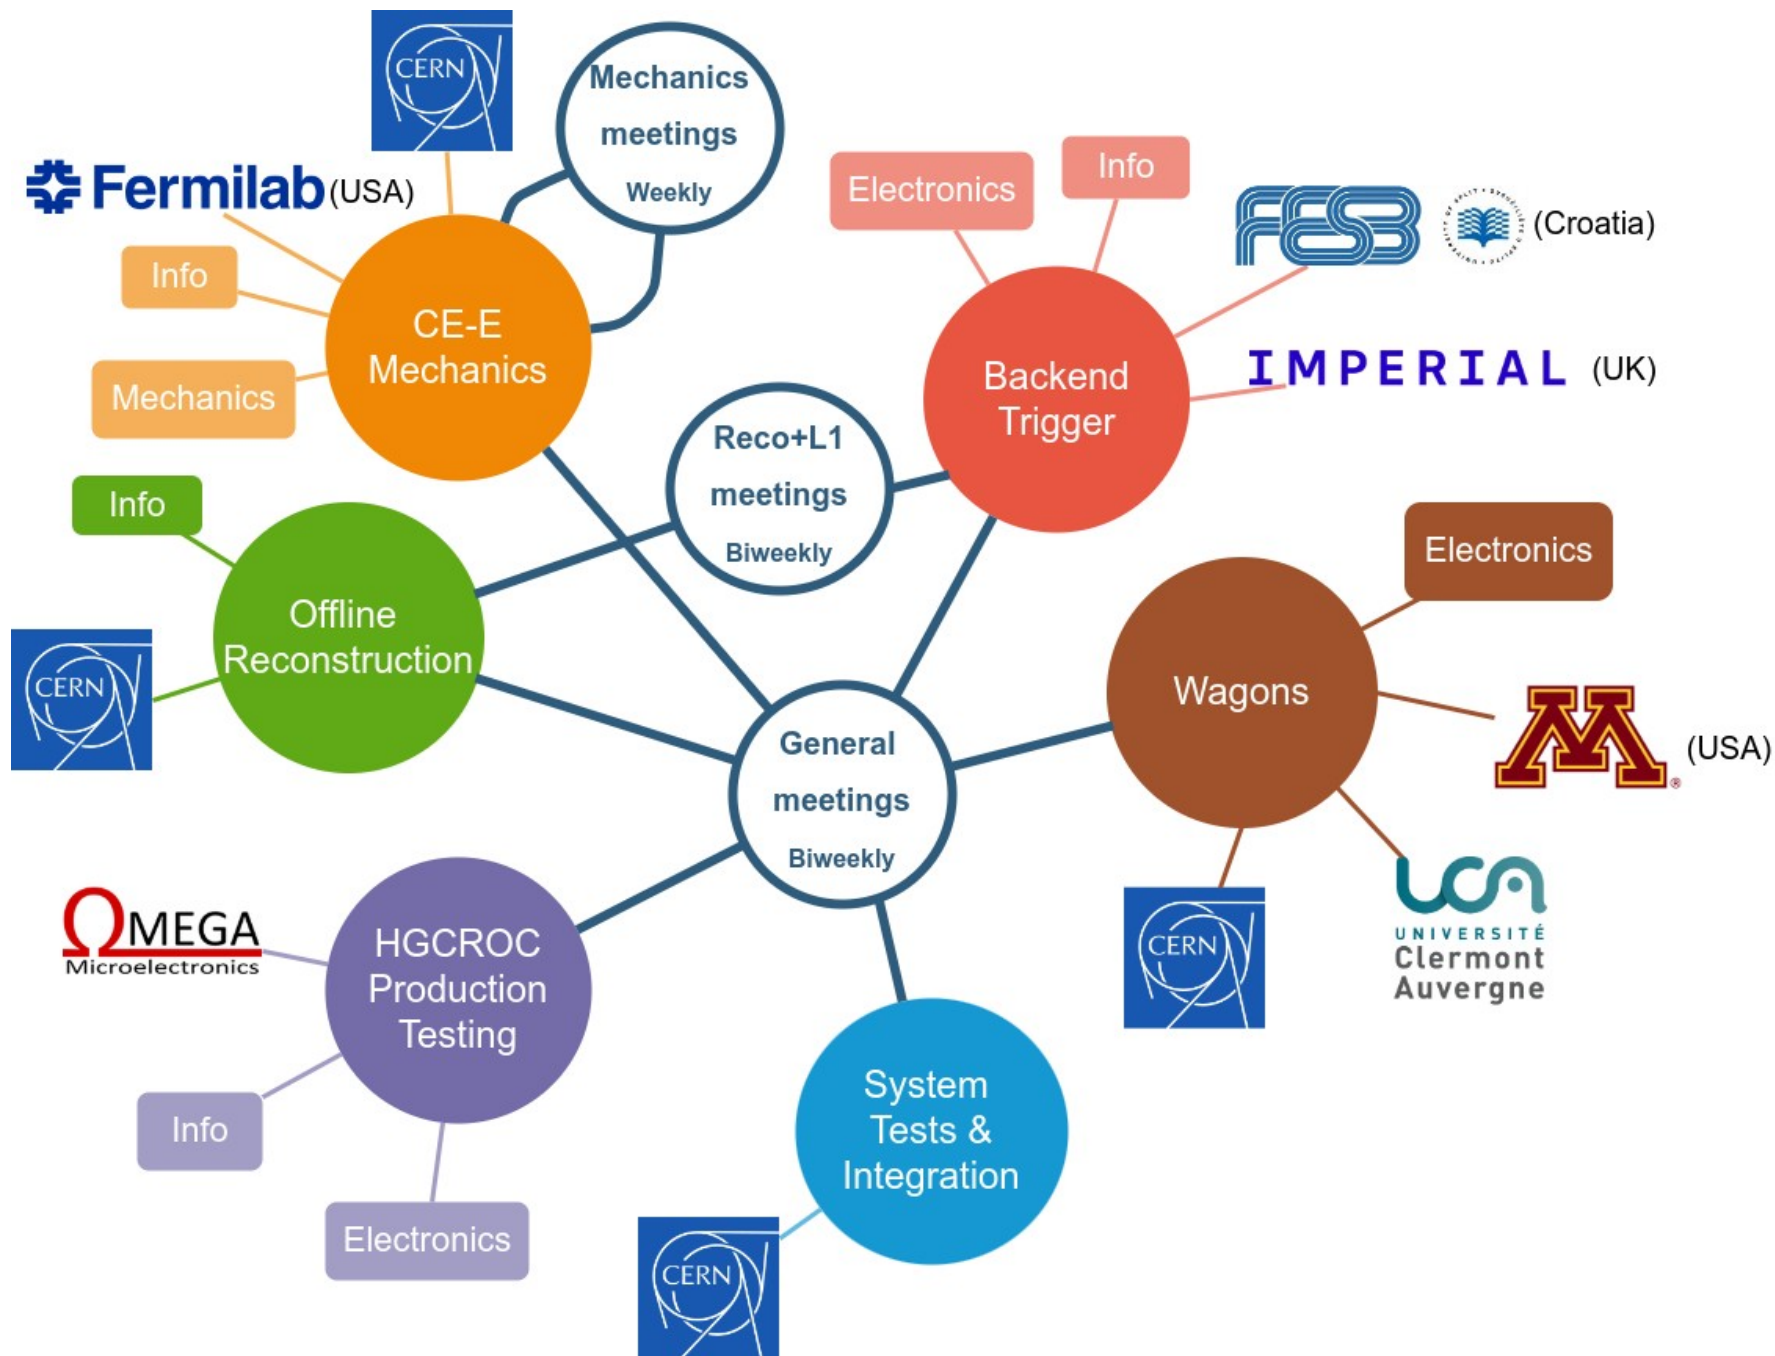 CERN
Mechanics
meetings
Weekly
Fermilab (USA)
Info
Mechanics
CE-E
Mechanics
Electronics
Info
FESB
(Croatia)
IMPERIAL (UK)
Backend
Trigger
Reco+L1
meetings
Biweekly
Info
Offline
Reconstruction
CERN
General
meetings
Biweekly
Electronics
Wagons
M
®
(USA)
CERN
UCA
UNIVERSITÉ
Clermont
Auvergne
ΩMEGA
Microelectronics
HGCROC
Production
Testing
Info
Electronics
System
Tests &
Integration
CERN